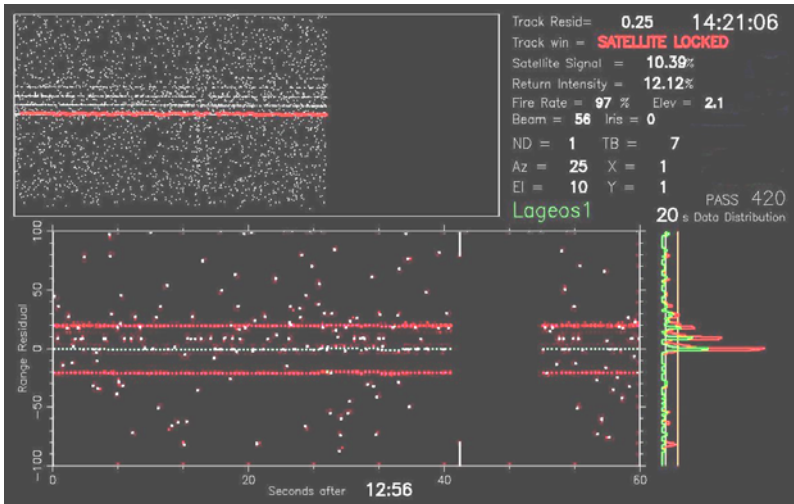 Track Resid= 0.25 14:21:06
Track win = SATELLITE LOCKED
Satellite Signal = 10.39%
Return Intensity = 12.12%
Fire Rate = 97 % Elev = 2.1
Beam = 56 Iris = 0
ND = 1 TB = 7
Az = 25 X = 1
El = 10 Y = 1
PASS 420
Lageos1 20 s Data Distribution
100
50
0
-50
-100
Range Residual
0 20 40 60
Seconds after 12:56